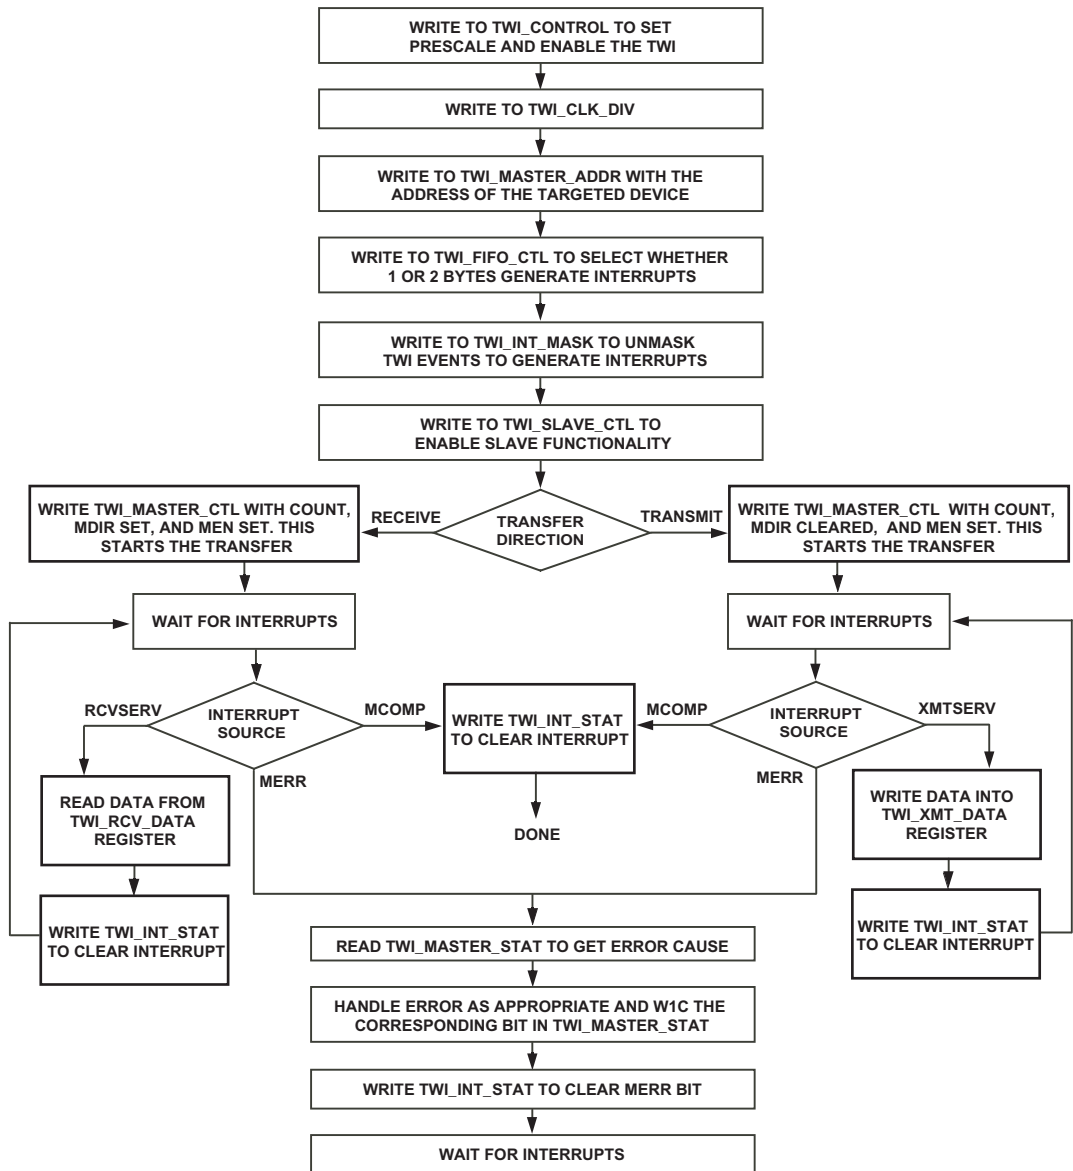 WRITE TO TWI_CONTROL TO SET
PRESCALE AND ENABLE THE TWI
WRITE TO TWI_CLK_DIV
WRITE TO TWI_MASTER_ADDR WITH THE
ADDRESS OF THE TARGETED DEVICE
WRITE TO TWI_FIFO_CTL TO SELECT WHETHER
1 OR 2 BYTES GENERATE INTERRUPTS
WRITE TO TWI_INT_MASK TO UNMASK
TWI EVENTS TO GENERATE INTERRUPTS
WRITE TO TWI_SLAVE_CTL TO
ENABLE SLAVE FUNCTIONALITY
WRITE TWI_MASTER_CTL WITH COUNT,
MDIR SET, AND MEN SET. THIS
STARTS THE TRANSFER
RECEIVE
TRANSFER
DIRECTION
TRANSMIT
WRITE TWI_MASTER_CTL WITH COUNT,
MDIR CLEARED, AND MEN SET. THIS
STARTS THE TRANSFER
WAIT FOR INTERRUPTS
WAIT FOR INTERRUPTS
RCVSERV
INTERRUPT
SOURCE
MCOMP
WRITE TWI_INT_STAT
TO CLEAR INTERRUPT
MCOMP
INTERRUPT
SOURCE
XMTSERV
MERR
MERR
READ DATA FROM
TWI_RCV_DATA
REGISTER
DONE
WRITE DATA INTO
TWI_XMT_DATA
REGISTER
WRITE TWI_INT_STAT
TO CLEAR INTERRUPT
WRITE TWI_INT_STAT
TO CLEAR INTERRUPT
READ TWI_MASTER_STAT TO GET ERROR CAUSE
HANDLE ERROR AS APPROPRIATE AND W1C THE
CORRESPONDING BIT IN TWI_MASTER_STAT
WRITE TWI_INT_STAT TO CLEAR MERR BIT
WAIT FOR INTERRUPTS